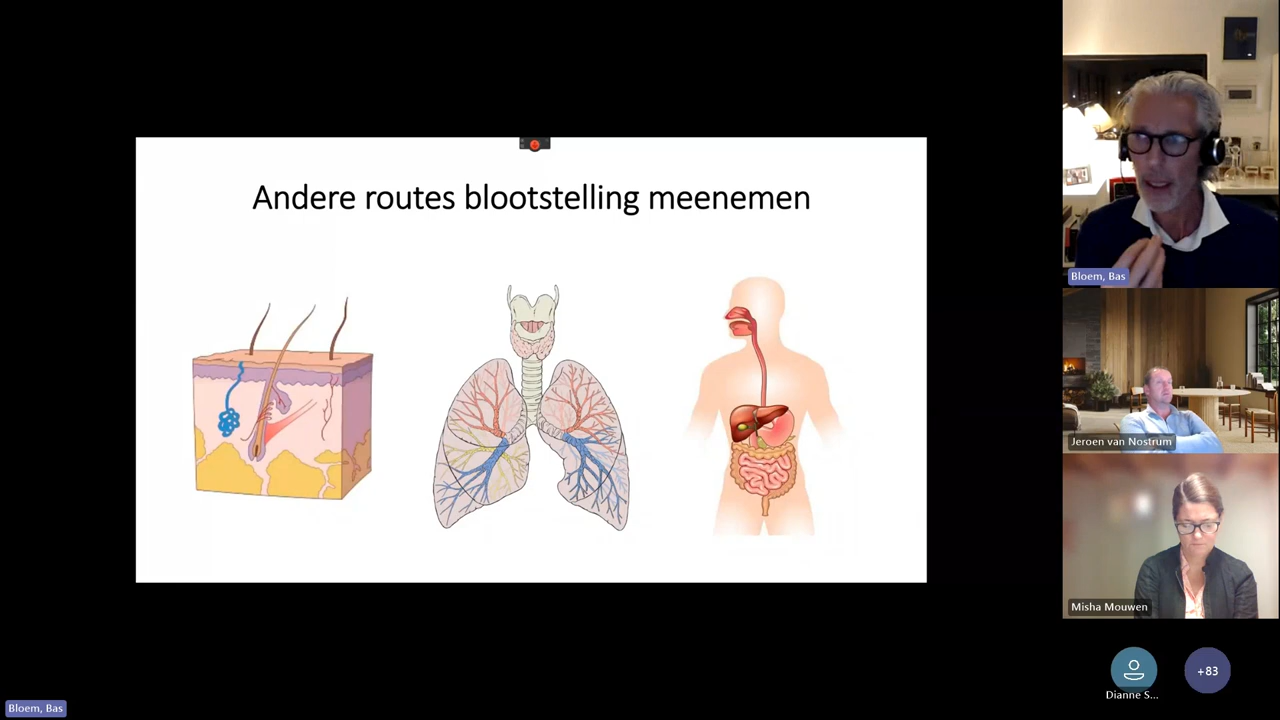 Andere routes blootstelling meenemen
Bloem, Bas
Jeroen van Nostrum
Misha Mouwen
Dianne S...
+83
Bloem, Bas